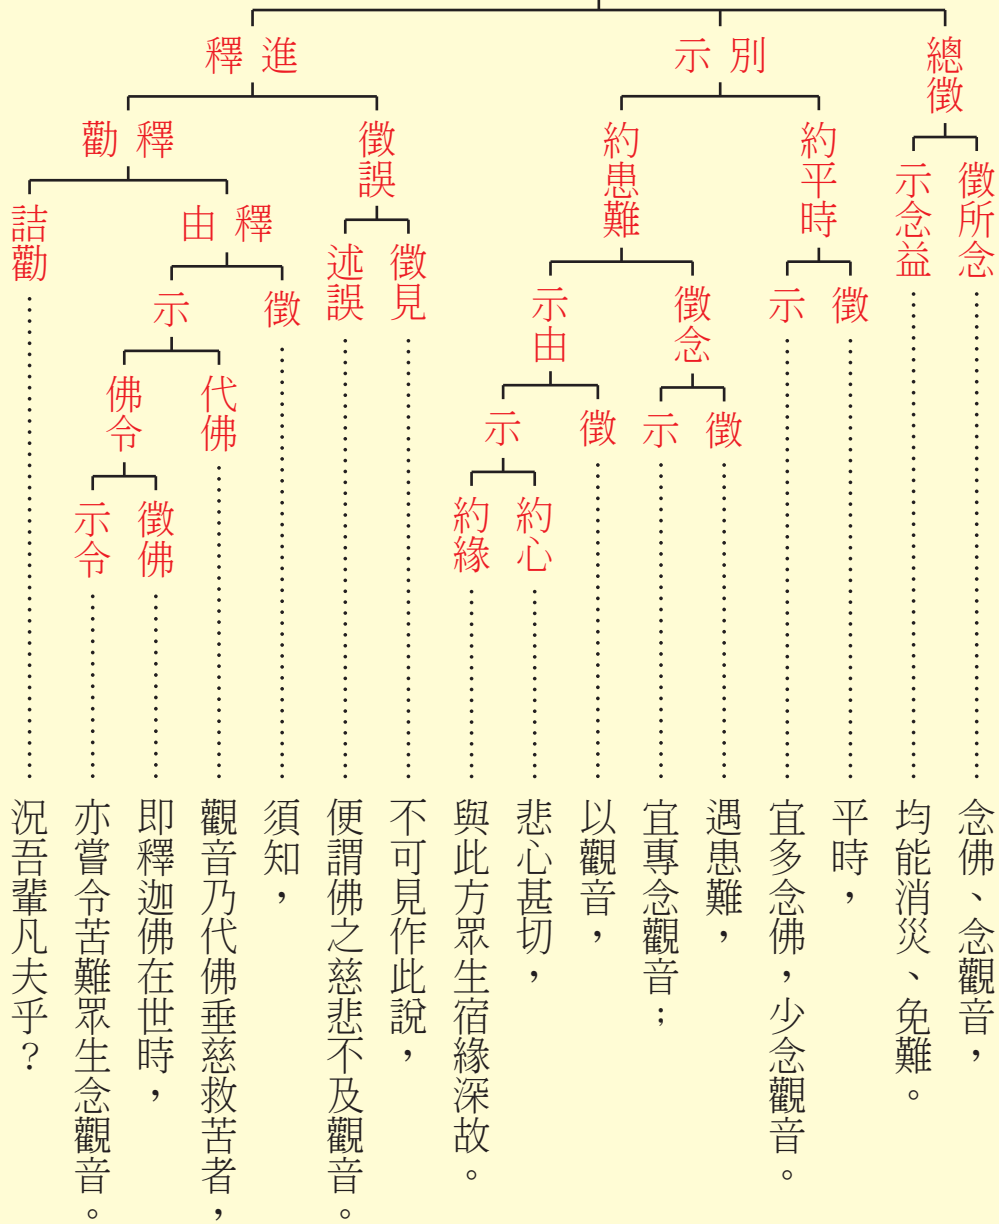 總徵
徵所念
念佛、念觀音，
示念益
均能消災、免難。
別示
約平時
徵
平時，
示
宜多念佛，少念觀音。
約患難
徵念
徵
遇患難，
示
宜專念觀音；
示由
徵
以觀音，
示
約心
悲心甚切，
約緣
與此方眾生宿緣深故。
進釋
徵誤
徵見
不可見作此說，
述誤
便謂佛之慈悲不及觀音。
釋勸
釋由
徵
須知，
示
代佛
觀音乃代佛垂慈救苦者，
佛令
徵佛
即釋迦佛在世時，
示令
亦嘗令苦難眾生念觀音。
詰勸
況吾輩凡夫乎？